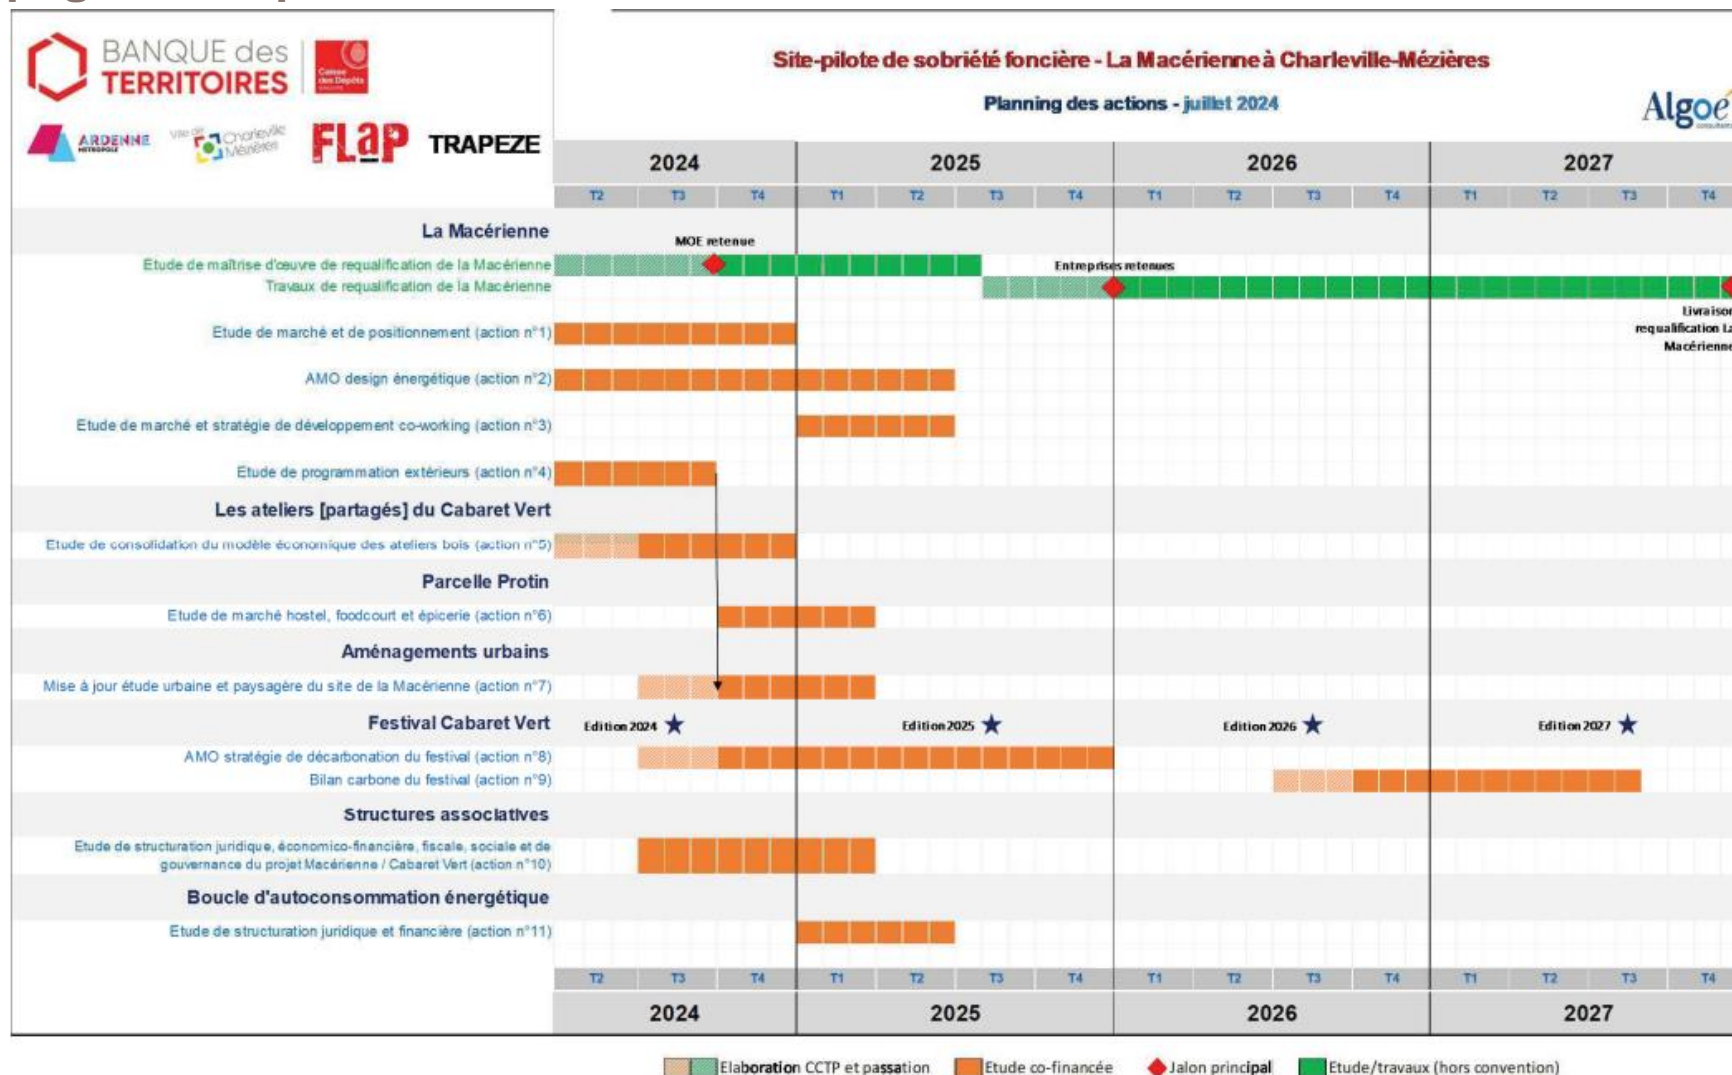 BANQUE des
TERRITOIRES
Caisse
des Dépôts
GROUPE
Site-pilote de sobriété foncière - La Macérienne à Charleville-Mézières
Planning des actions - juillet 2024
Algoé
consultants
ARDENNE
METROPOLE
Ville de
Charleville
Mézières
FLaP
TRAPEZE
2024 2025 2026 2027
T2 T3 T4 T1 T2 T3 T4 T1 T2 T3 T4 T1 T2 T3 T4
La Macérienne
MOE retenue
Etude de maîtrise d'œuvre de requalification de la Macérienne
Entreprises retenues
Travaux de requalification de la Macérienne
Livraison
requalification La
Macérienne
Etude de marché et de positionnement (action n°1)
AMO design énergétique (action n°2)
Etude de marché et stratégie de développement co-working (action n°3)
Etude de programmation extérieurs (action n°4)
Les ateliers [partagés] du Cabaret Vert
Etude de consolidation du modèle économique des ateliers bois (action n°5)
Parcelle Protin
Etude de marché hostel, foodcourt et épicerie (action n°6)
Aménagements urbains
Mise à jour étude urbaine et paysagère du site de la Macérienne (action n°7)
Festival Cabaret Vert
Edition 2024 Edition 2025 Edition 2026 Edition 2027
AMO stratégie de décarbonation du festival (action n°8)
Bilan carbone du festival (action n°9)
Structures associatives
Etude de structuration juridique, économico-financière, fiscale, sociale et de
gouvernance du projet Macérienne / Cabaret Vert (action n°10)
Boucle d'autoconsommation énergétique
Etude de structuration juridique et financière (action n°11)
T2 T3 T4 T1 T2 T3 T4 T1 T2 T3 T4 T1 T2 T3 T4
2024 2025 2026 2027
Elaboration CCTP et passation Etude co-financée Jalon principal Etude/travaux (hors convention)